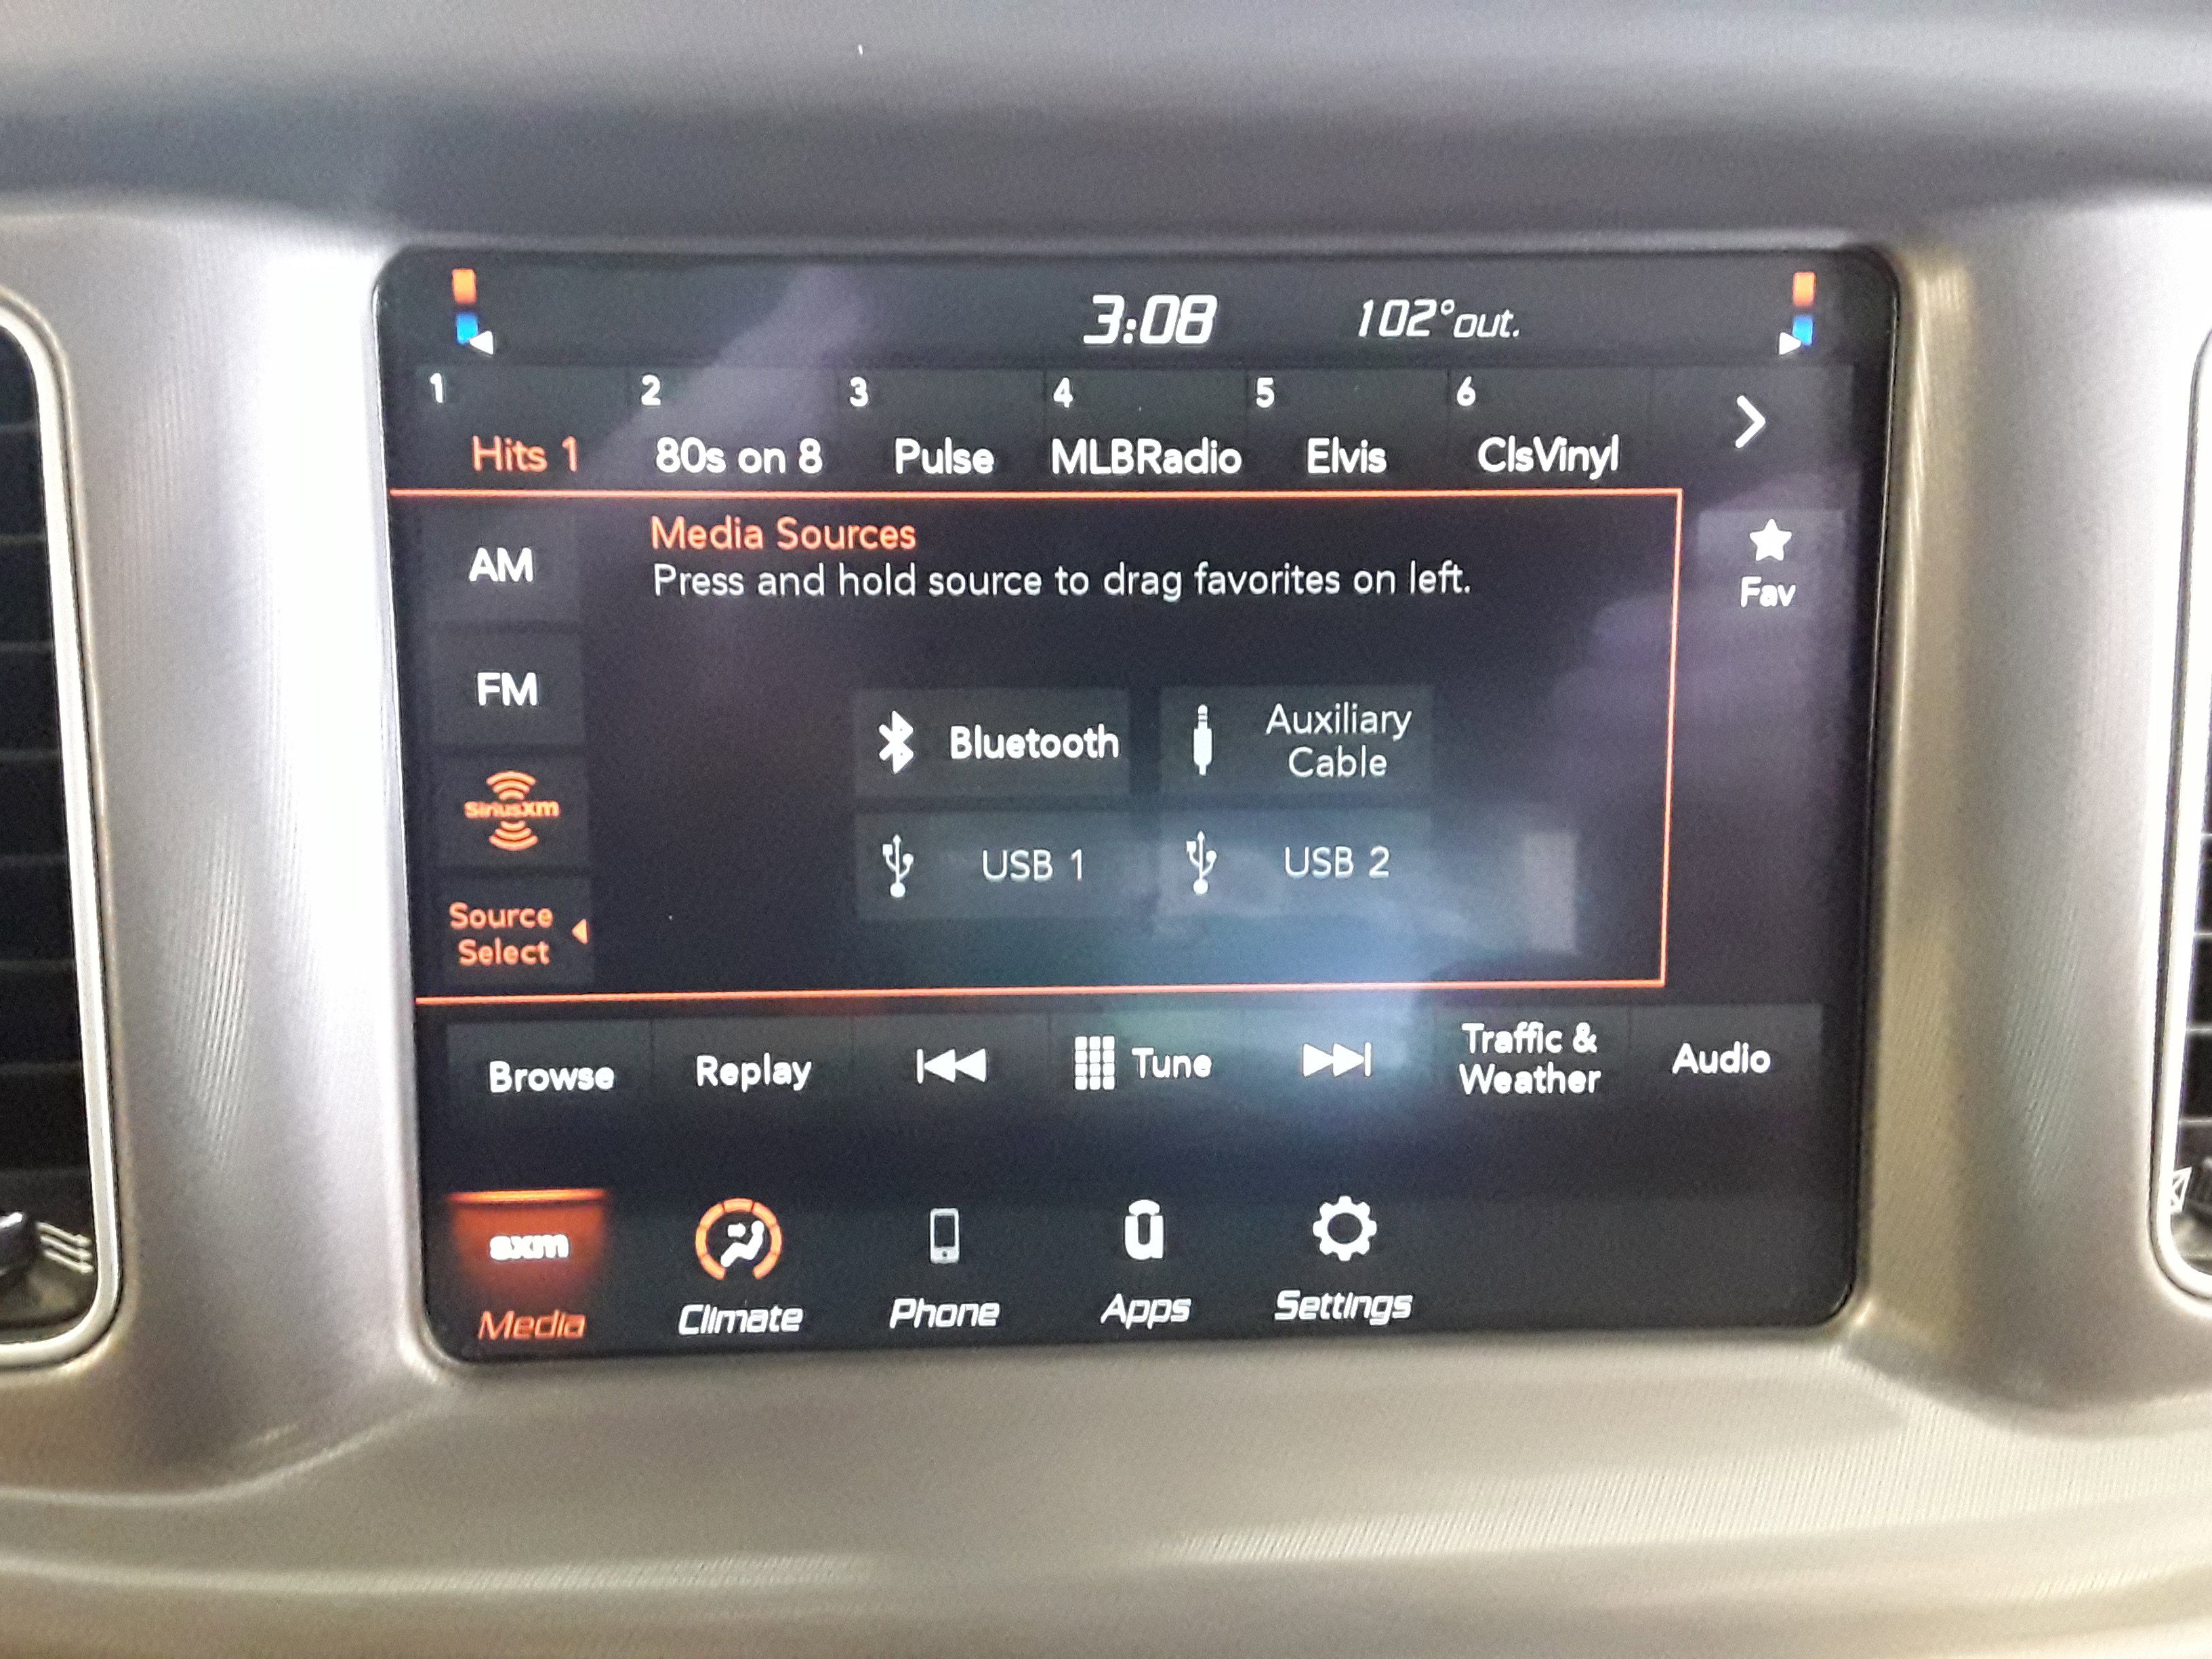 3:08 102°out.
1 2 3 4 5 6
Hits 1 80s on 8 Pulse MLBRadio Elvis ClsVinyl
Media Sources
Press and hold source to drag favorites on left.
AM
FM
SiriusXM
Source
Select
Fav
Bluetooth
Auxiliary
Cable
USB 1
USB 2
Browse
Replay
Tune
Traffic &
Weather
Audio
sxm
Media
Climate
Phone
Apps
Settings